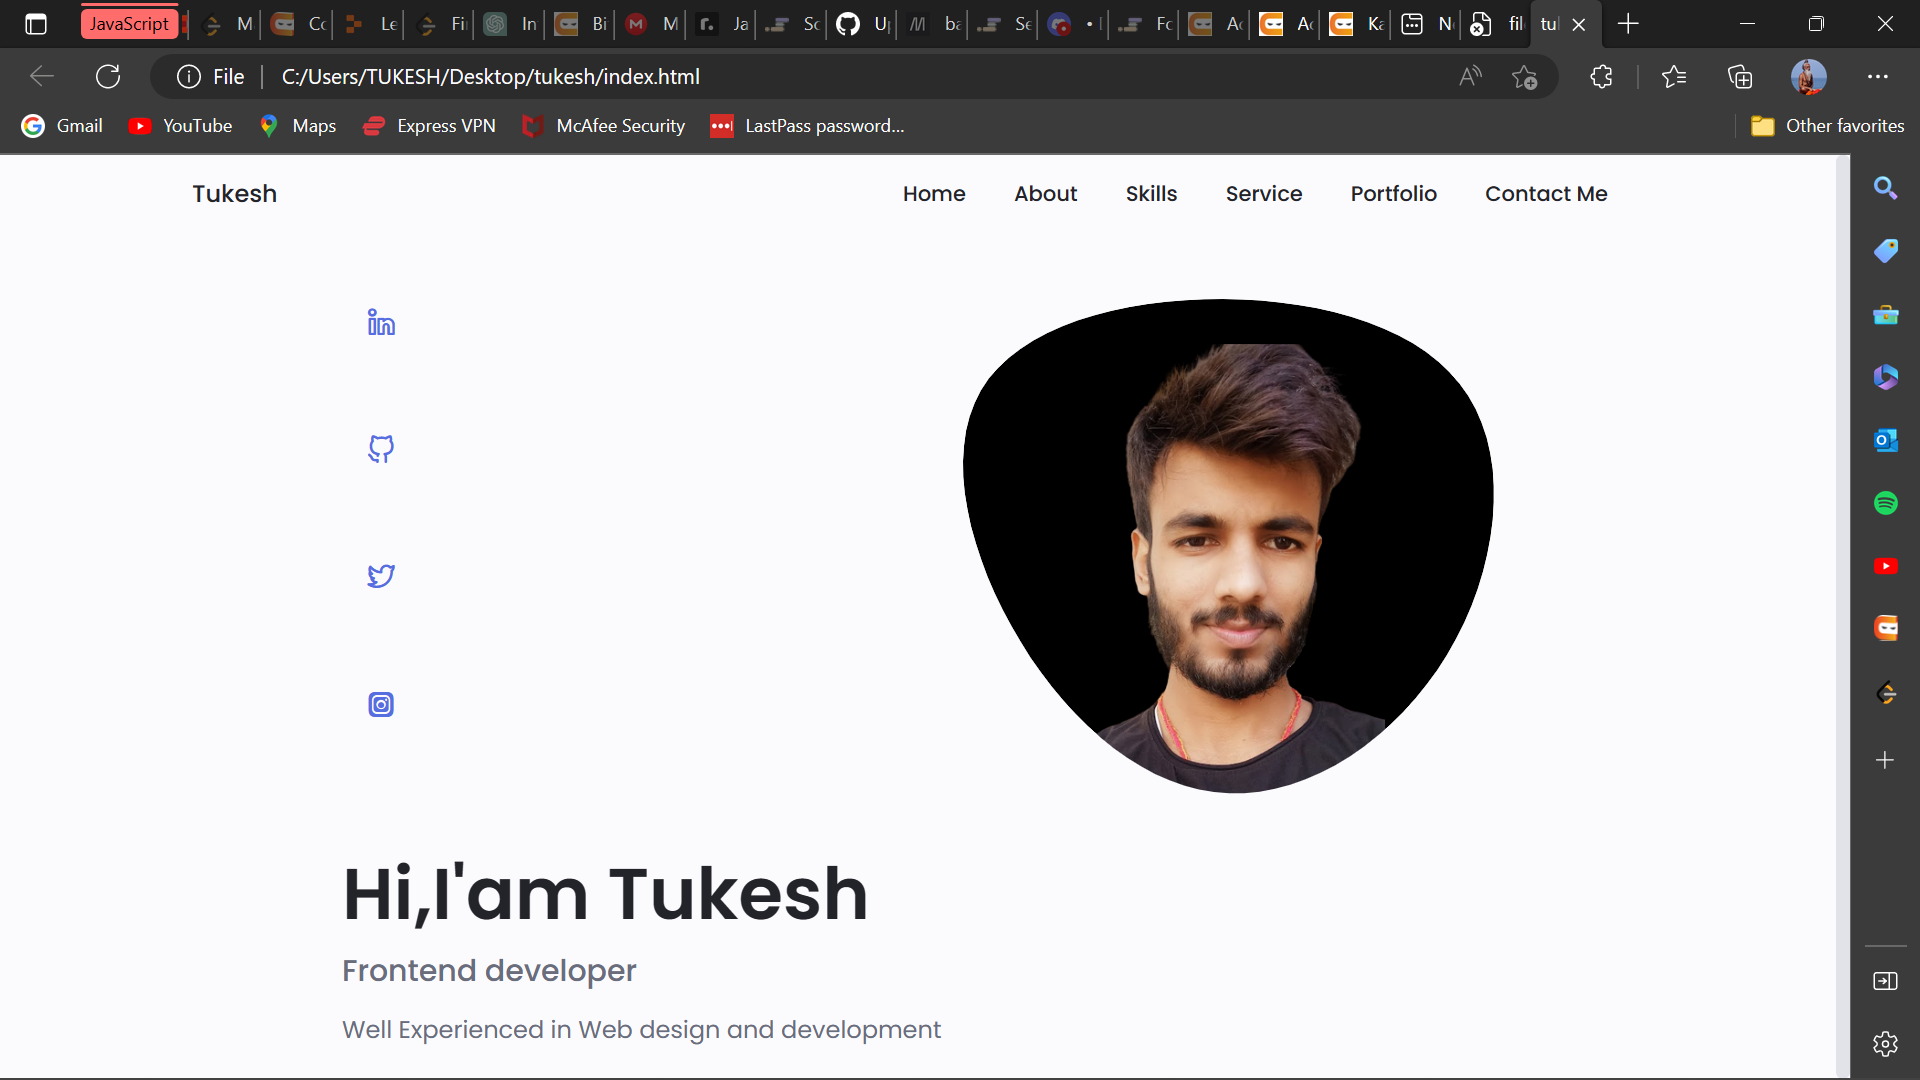 JavaScript M Co Le Fi In Bi M Ja Sc U ba Se • Fc Ac Ac Ka N fil tul
File C:/Users/TUKESH/Desktop/tukesh/index.html
Gmail YouTube Maps Express VPN McAfee Security LastPass password... Other favorites
Tukesh Home About Skills Service Portfolio Contact Me
Hi,I'am Tukesh
Frontend developer
Well Experienced in Web design and development